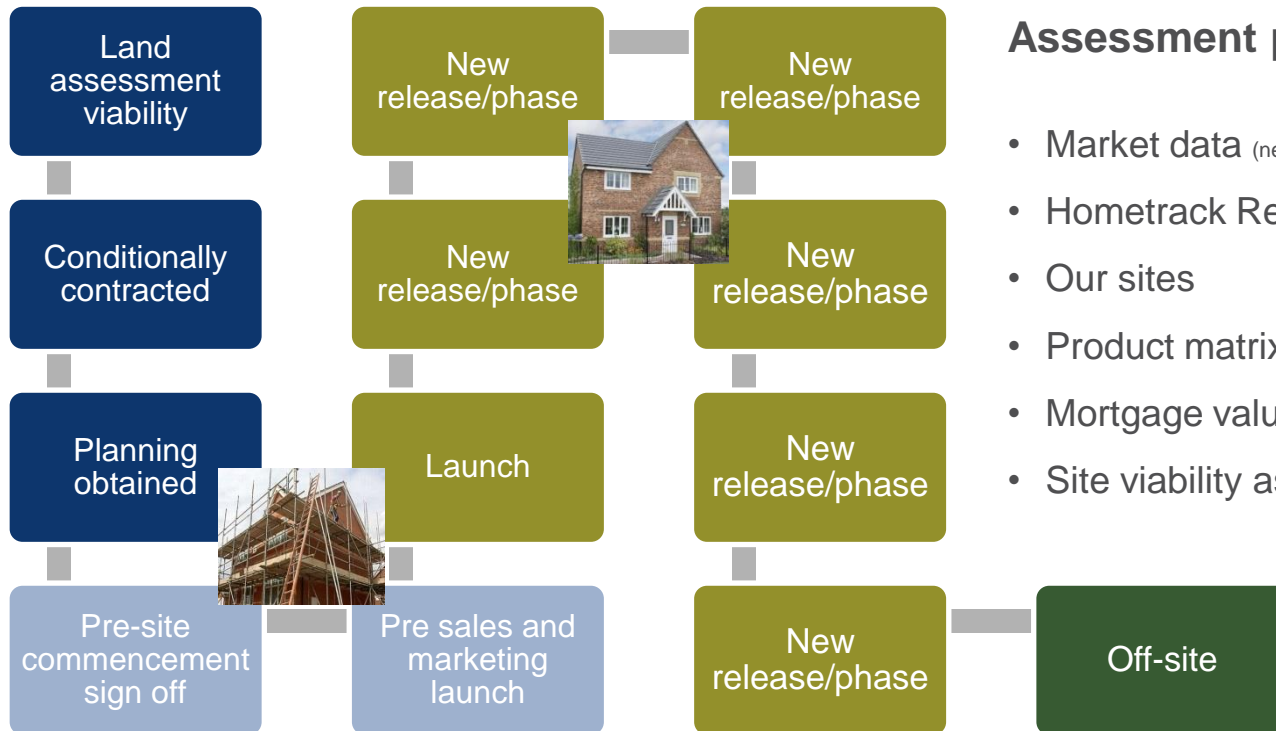 Land
assessment
viability
Conditionally
contracted
Planning
obtained
Pre-site
commencement
sign off
Pre sales and
marketing
launch
Launch
New
release/phase
New
release/phase
New
release/phase
New
release/phase
New
release/phase
New
release/phase
Off-site
Assessment
• Market data
• Hometrack
• Our sites
• Product
• Mortgage
• Site viability